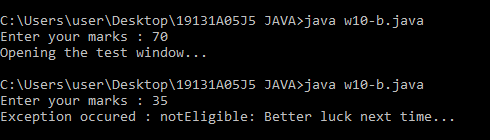 C:\Users\user\Desktop\19131A05J5 JAVA>java w10-b.java
Enter your marks : 70
Opening the test window...
C:\Users\user\Desktop\19131A05J5 JAVA>java w10-b.java
Enter your marks : 35
Exception occured : notEligible: Better luck next time...